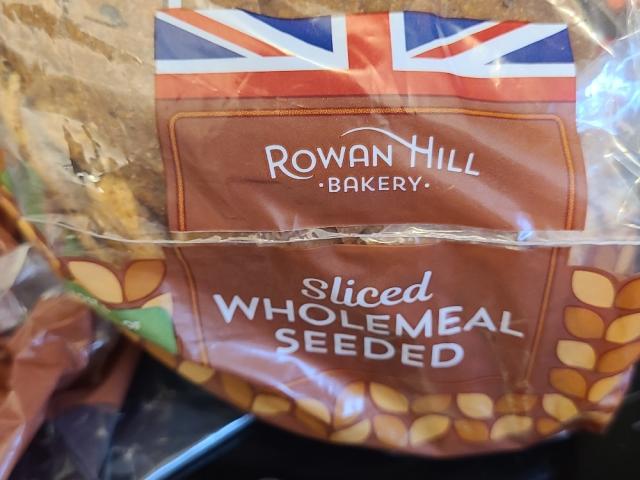 ROWAN HILL
·BAKERY·
Sliced
WHOLEMEAL
SEEDED